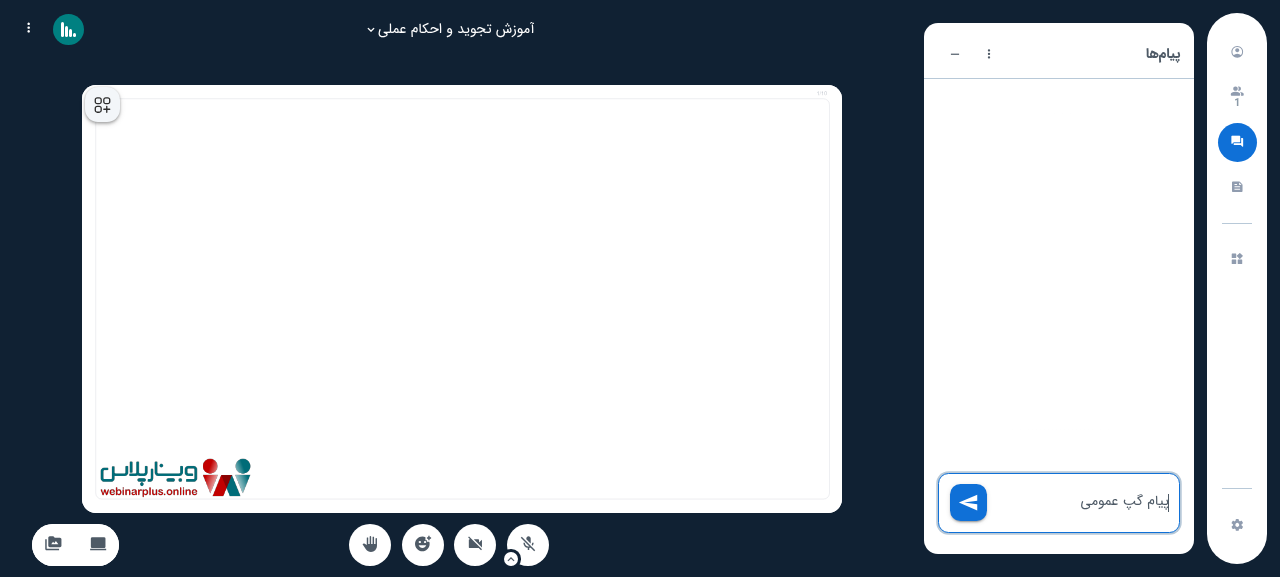 آموزش تجوید و احکام عملی
پیام‌ها
1
وبینارپلاس
webinarplus.online
پیام گپ عمومی